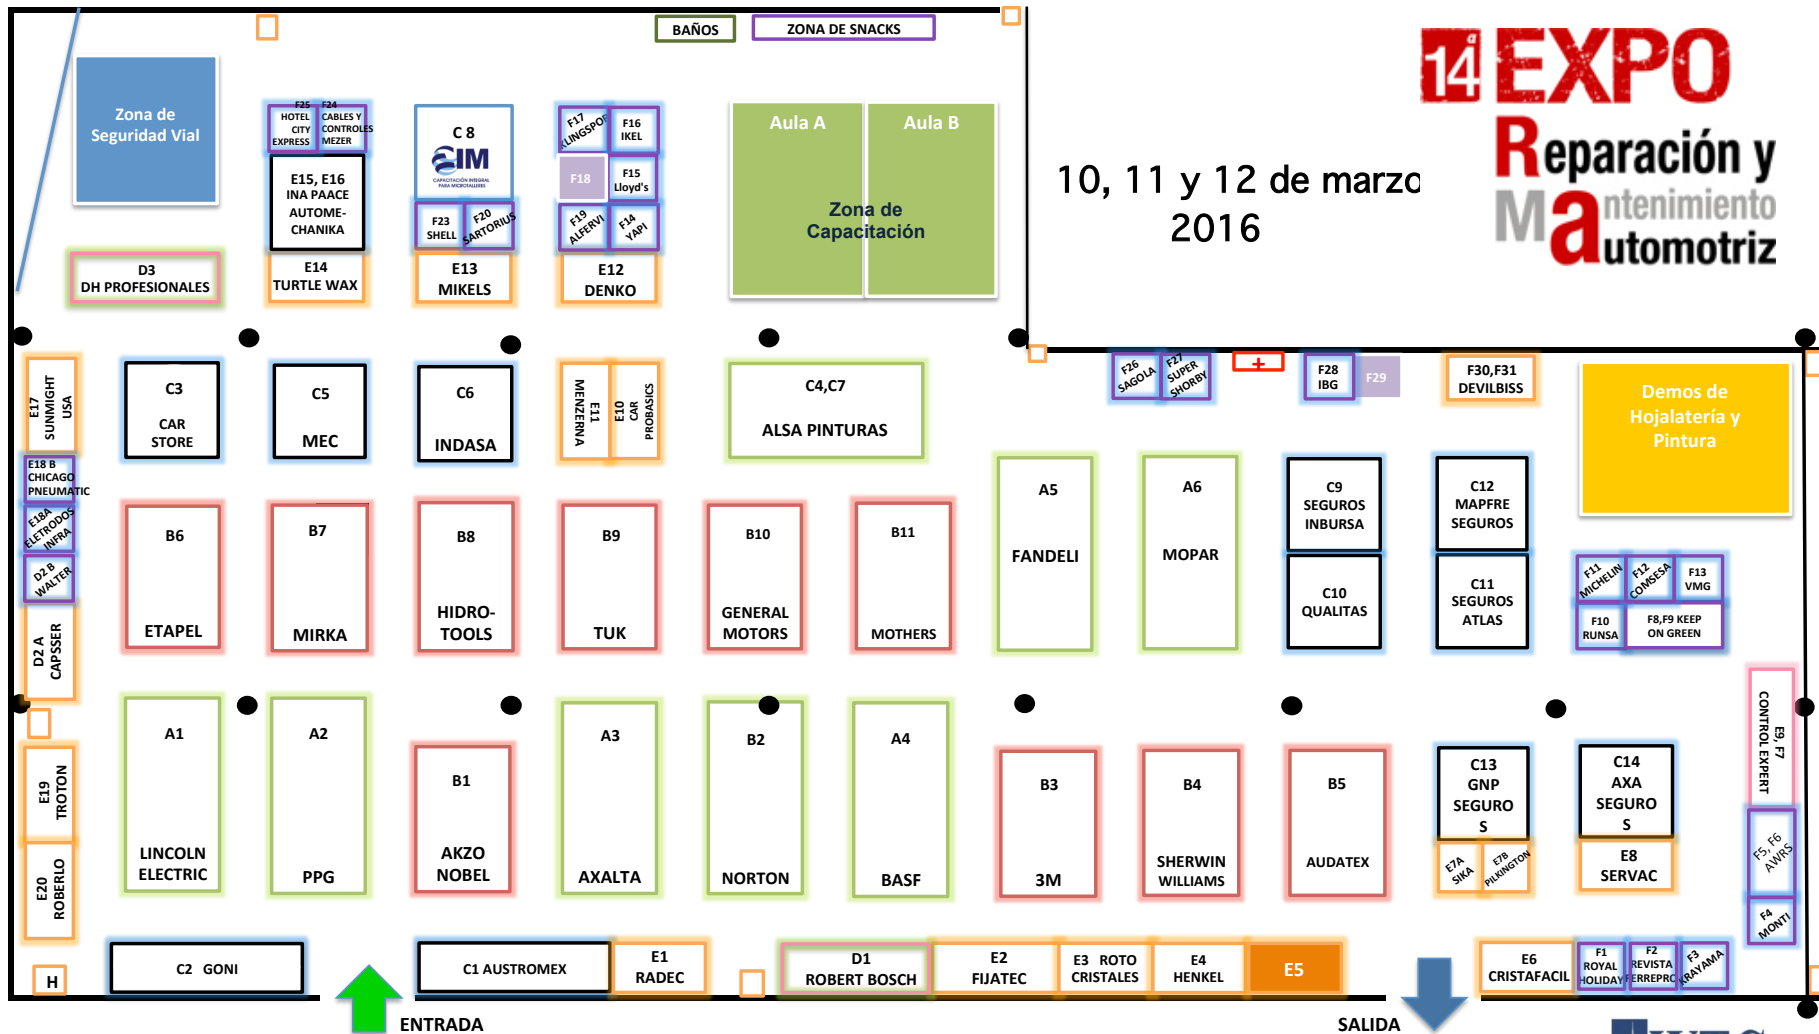 BAÑOS
ZONA DE SNACKS
14ª EXPO
Reparación y
Mantenimiento
automotriz
10, 11 y 12 de marzo
2016
Zona de
Seguridad Vial
F25
HOTEL
CITY
EXPRESS
F24
CABLES Y
CONTROLES
MEZER
E15, E16
INA PAACE
AUTOME-
CHANIKA
E14
TURTLE WAX
D3
DH PROFESIONALES
C 8
CIM
CAPACITACIÓN INTEGRAL
PARA MICROTALLERES
F23
SHELL
F20
SARTORIUS
E13
MIKELS
F17
KLINGSPOR
F16
IKEL
F18
F15
Lloyd's
F19
ALFERVI
F14
YAPI
E12
DENKO
Aula A
Aula B
Zona de
Capacitación
E17
SUNMIGHT
USA
C3
CAR
STORE
C5
MEC
C6
INDASA
E11
MENZERNA
E10
CAR
PROBASICS
C4,C7
ALSA PINTURAS
F26
SAGOLA
F27
SUPER
SHORBY
+
F28
IBG
F29
F30,F31
DEVILBISS
Demos de
Hojalatería y
Pintura
E18 B
CHICAGO
PNEUMATIC
E18A
ELETRODOS
INFRA
D2 B
WALTER
D2 A
CAPSSER
B6
ETAPEL
B7
MIRKA
B8
HIDRO-
TOOLS
B9
TUK
B10
GENERAL
MOTORS
B11
MOTHERS
A5
FANDELI
A6
MOPAR
C9
SEGUROS
INBURSA
C10
QUALITAS
C12
MAPFRE
SEGUROS
C11
SEGUROS
ATLAS
F11
MICHELIN
F12
COMSESA
F13
VMG
F10
RUNSA
F8,F9 KEEP
ON GREEN
E9, F7
CONTROL EXPERT
F5, F6
AWRS
F4
MONTI
E19
TROTON
E20
ROBERLO
A1
LINCOLN
ELECTRIC
A2
PPG
B1
AKZO
NOBEL
A3
AXALTA
B2
NORTON
A4
BASF
B3
3M
B4
SHERWIN
WILLIAMS
B5
AUDATEX
C13
GNP
SEGURO
S
E7A
SIKA
E7B
PILKINGTON
C14
AXA
SEGURO
S
E8
SERVAC
H
C2 GONI
C1 AUSTROMEX
E1
RADEC
D1
ROBERT BOSCH
E2
FIJATEC
E3 ROTO
CRISTALES
E4
HENKEL
E5
E6
CRISTAFACIL
F1
ROYAL
HOLIDAY
F2
REVISTA
FERREPRO
F3
KRAYAMA
ENTRADA
SALIDA